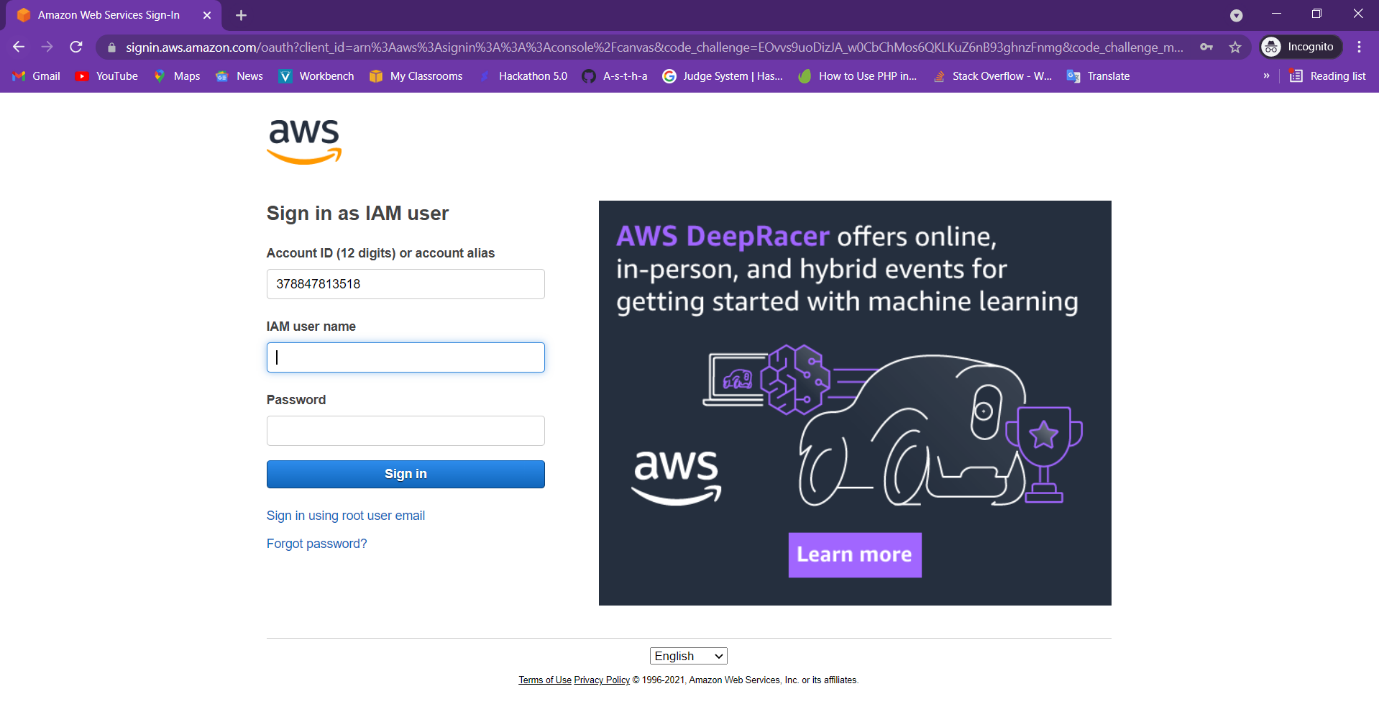 Amazon Web Services Sign-In
signin.aws.amazon.com/oauth?client_id=arn%3Aaws%3Asignin%3A%3A%3Aconsole%2Fcanvas&code_challenge=EOvvs9uoDizJA_w0CbChMos6QKLKuZ6nB93ghnzFnmg&code_challenge_m...
Incognito
Gmail YouTube Maps News Workbench My Classrooms Hackathon 5.0 A-s-t-h-a Judge System | Has... How to Use PHP in... Stack Overflow - W... Translate » Reading list
aws
Sign in as IAM user
Account ID (12 digits) or account alias
378847813518
IAM user name
Password
Sign in
Sign in using root user email
Forgot password?
AWS DeepRacer offers online,
in-person, and hybrid events for
getting started with machine learning
aws
Learn more
English
Terms of Use Privacy Policy © 1996-2021, Amazon Web Services, Inc. or its affiliates.